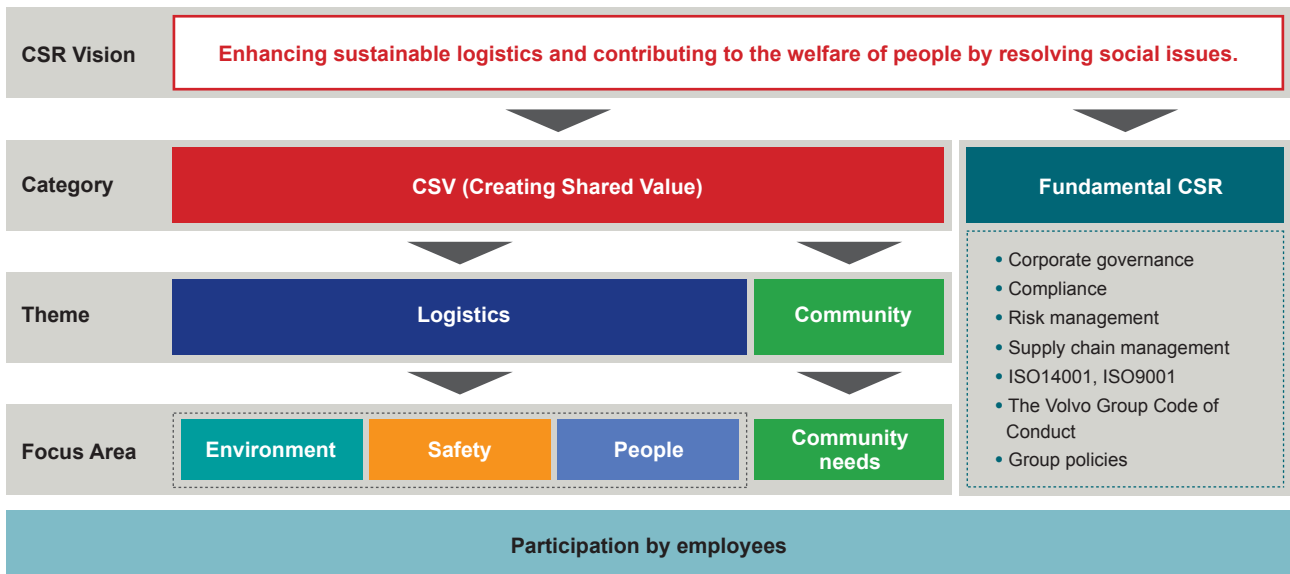 CSR Vision
Enhancing sustainable logistics and contributing to the welfare of people by resolving social issues.
Category
CSV (Creating Shared Value)
Fundamental CSR
• Corporate governance
• Compliance
• Risk management
• Supply chain management
• ISO14001, ISO9001
• The Volvo Group Code of
Conduct
• Group policies
Theme
Logistics
Community
Focus Area
Environment
Safety
People
Community
needs
Participation by employees